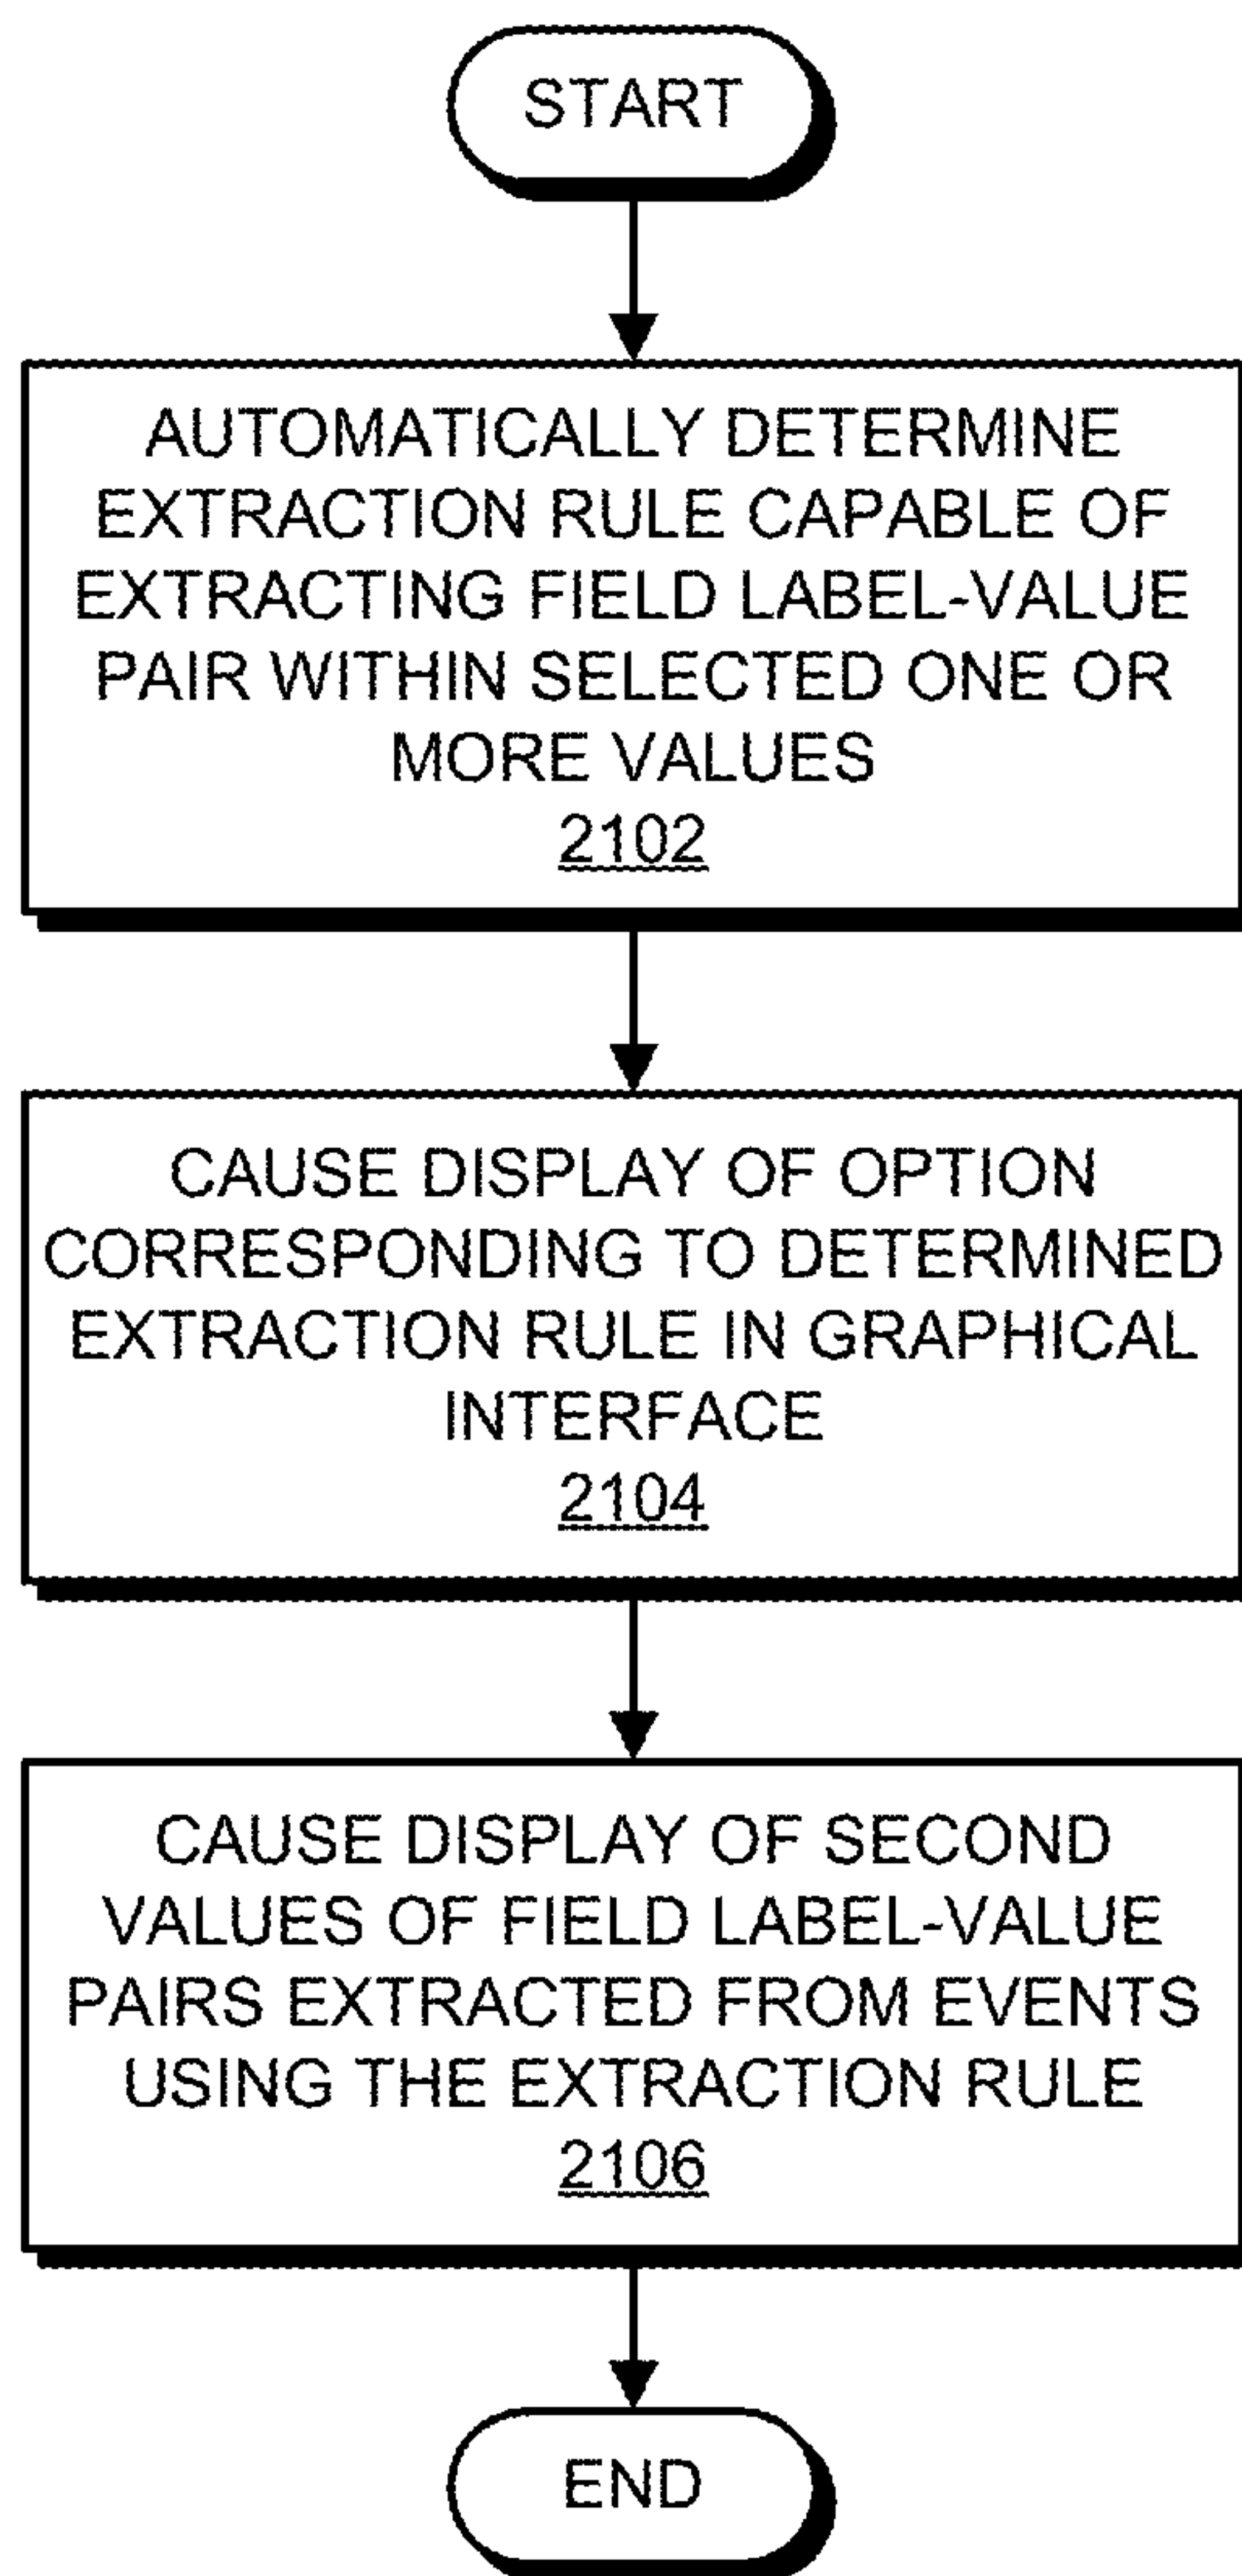 START
AUTOMATICALLY DETERMINE
EXTRACTION RULE CAPABLE OF
EXTRACTING FIELD LABEL-VALUE
PAIR WITHIN SELECTED ONE OR
MORE VALUES
2102
CAUSE DISPLAY OF OPTION
CORRESPONDING TO DETERMINED
EXTRACTION RULE IN GRAPHICAL
INTERFACE
2104
CAUSE DISPLAY OF SECOND
VALUES OF FIELD LABEL-VALUE
PAIRS EXTRACTED FROM EVENTS
USING THE EXTRACTION RULE
2106
END